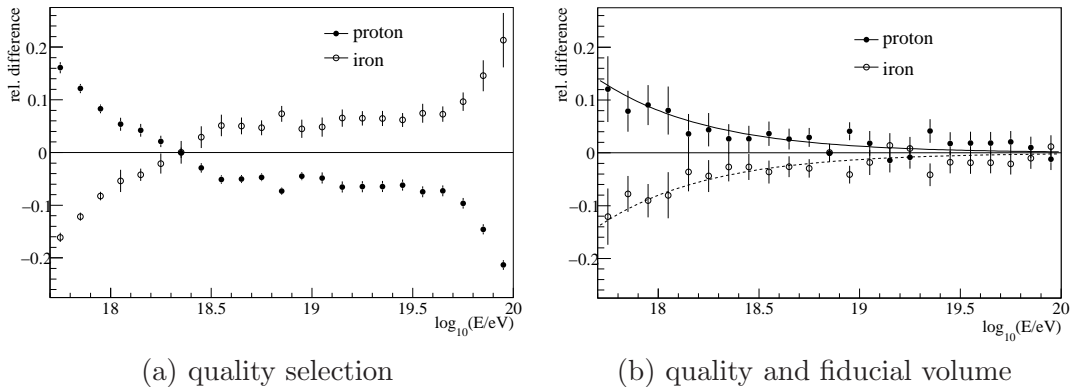 rel. difference
0.2
0.1
0
−0.1
−0.2
proton
iron
18
18.5
19
19.5
20
log10(E/eV)
(a) quality selection
rel. difference
0.2
0.1
0
−0.1
−0.2
proton
iron
18
18.5
19
19.5
20
log10(E/eV)
(b) quality and fiducial volume